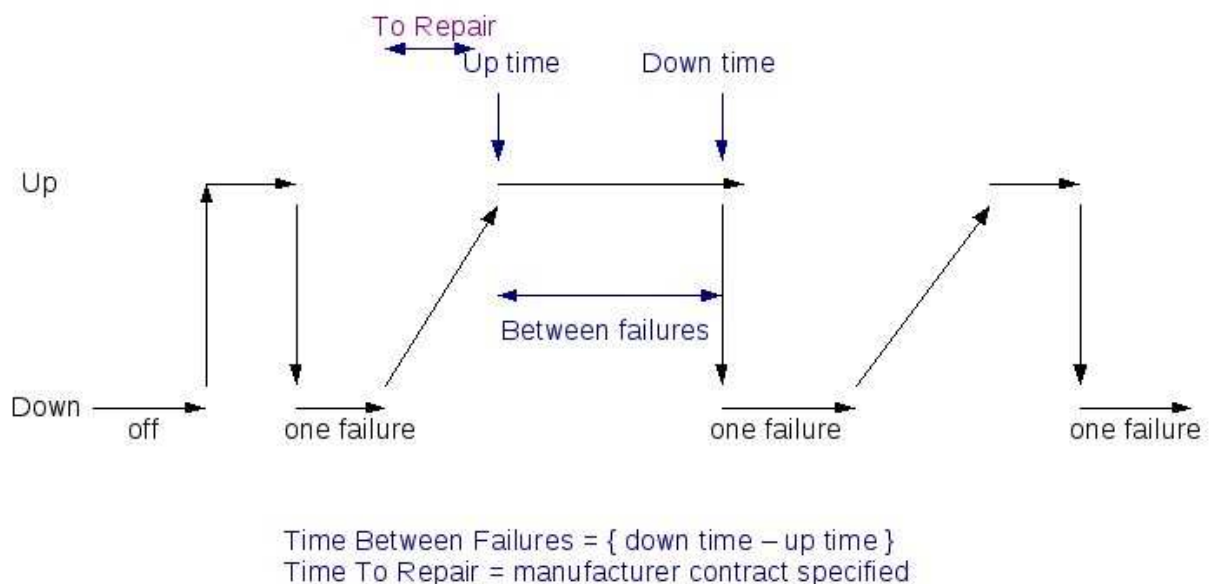 To Repair
Up time
Down time
Up
Between failures
Down
off
one failure
one failure
one failure
Time Between Failures = { down time – up time }
Time To Repair = manufacturer contract specified